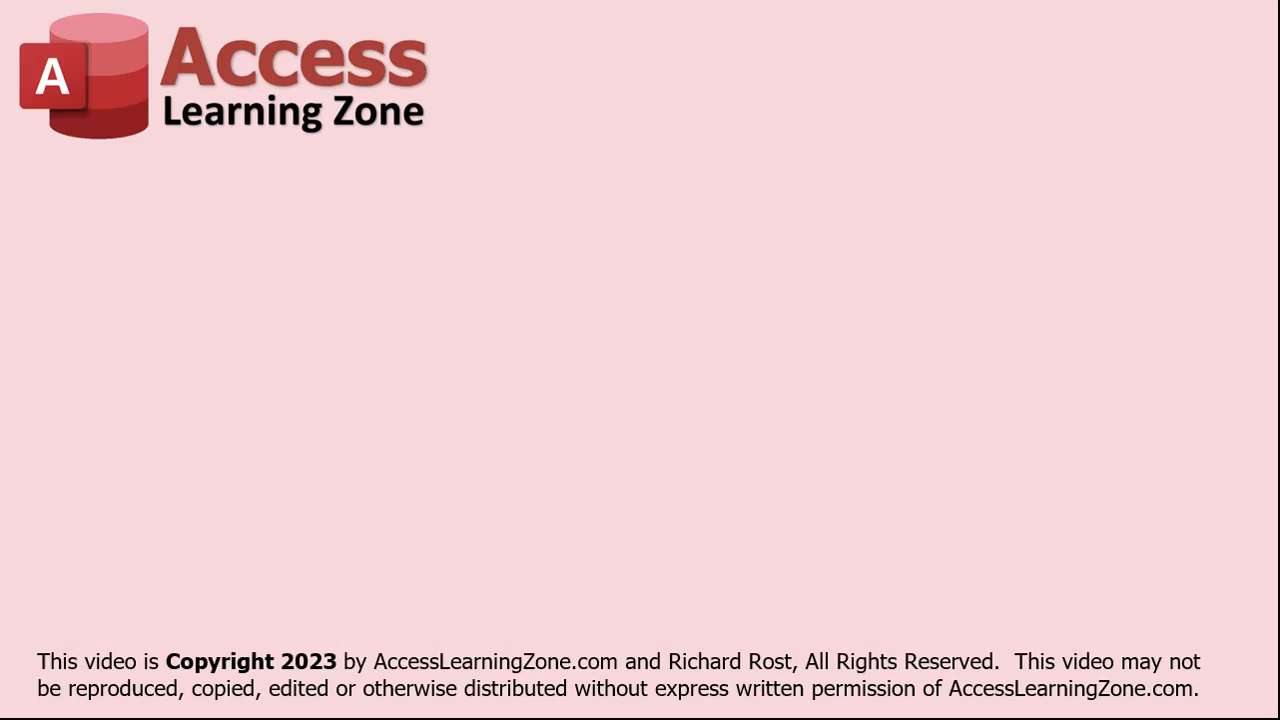 A
Access
Learning Zone
This video is Copyright 2023 by AccessLearningZone.com and Richard Rost, All Rights Reserved.  This video may not
be reproduced, copied, edited or otherwise distributed without express written permission of AccessLearningZone.com.